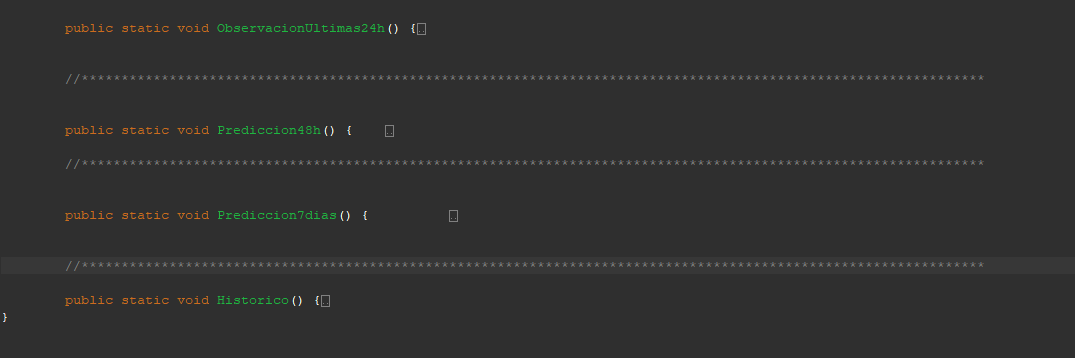 public static void ObservacionUltimas24h() {
//*****************************************************************************************************************
public static void Prediccion48h() {
//*****************************************************************************************************************
public static void Prediccion7dias() {
//*****************************************************************************************************************
public static void Historico() {
}